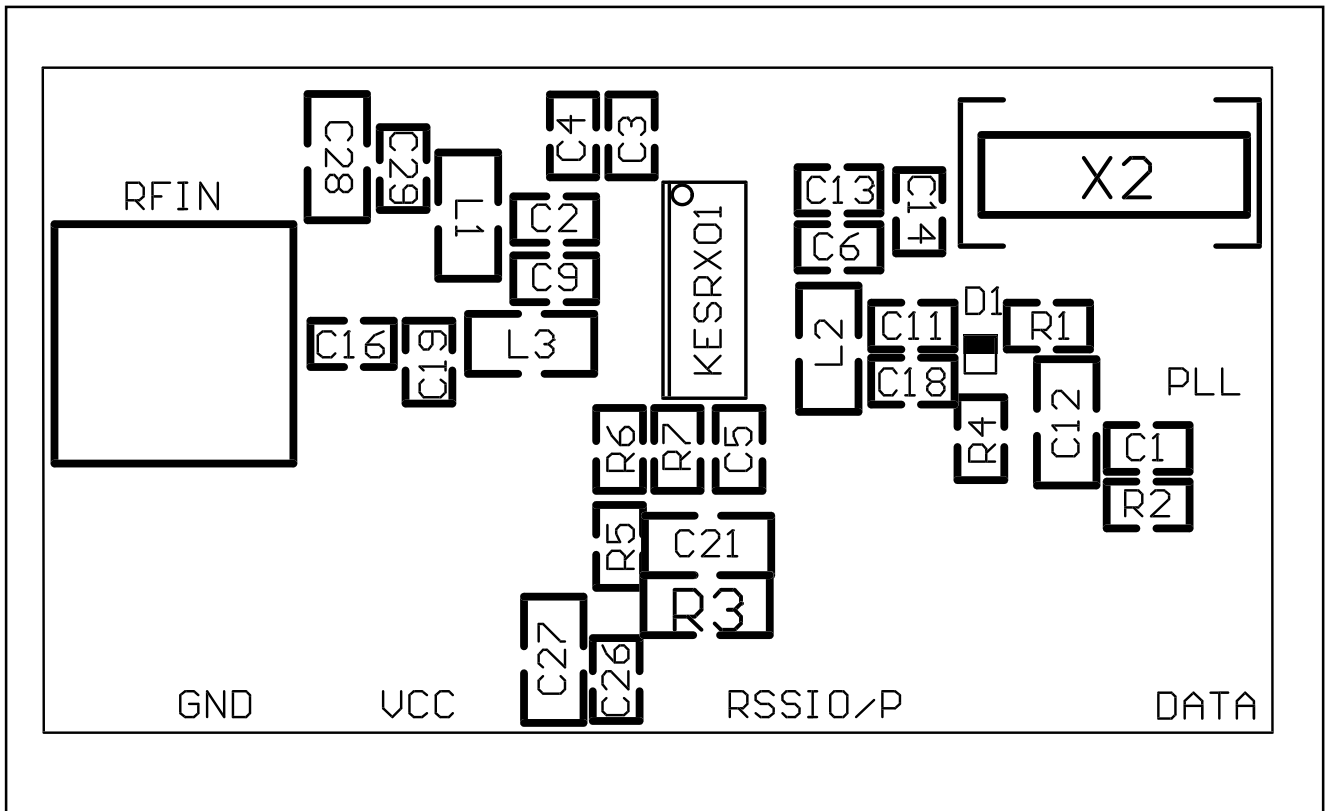 C28
C29
C4
C3
RFIN
L1
C2
C9
KESRX01
C13
C14
C6
X2
C16
C19
L3
L2
C11
D1
R1
C18
PLL
R6
R7
C5
R4
C12
C1
R2
R5
C21
R3
C27
C26
GND
VCC
RSSIO/P
DATA